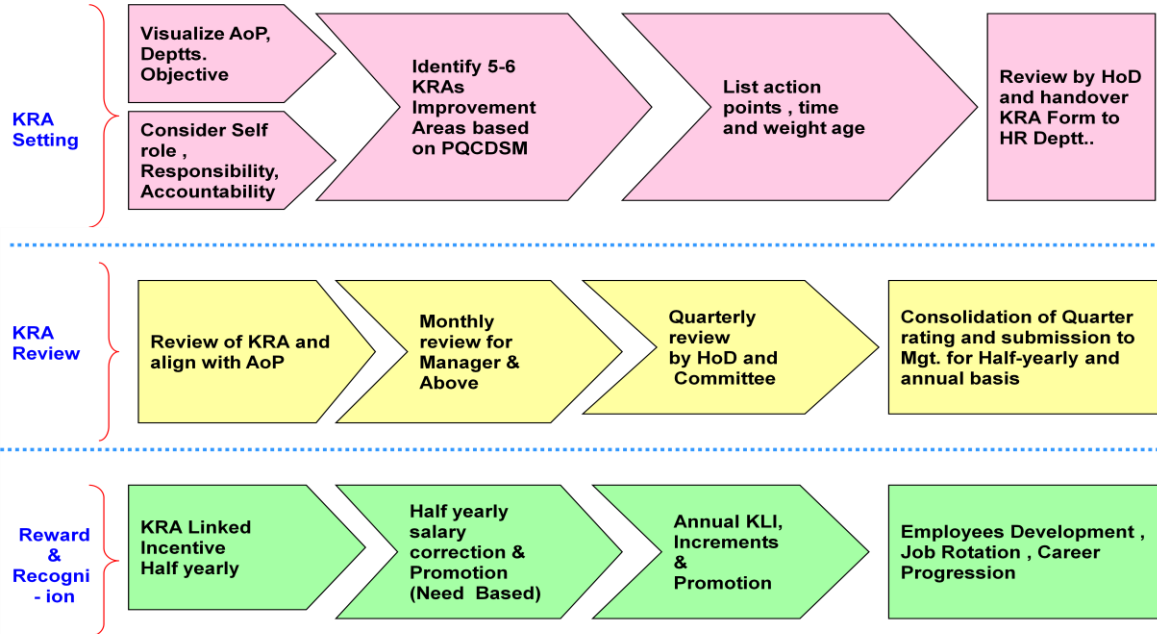 KRA
Setting
Visualize AoP,
Deptts.
Objective
Consider Self
role ,
Responsibility,
Accountability
Identify 5-6
KRAs
Improvement
Areas based
on PQCDSM
List action
points , time
and weight age
Review by HoD
and handover
KRA Form to
HR Deptt..
KRA
Review
Review of KRA and
align with AoP
Monthly
review for
Manager &
Above
Quarterly
review
by HoD and
Committee
Consolidation of Quarter
rating and submission to
Mgt. for Half-yearly and
annual basis
Reward
&
Recogni
- ion
KRA Linked
Incentive
Half yearly
Half yearly
salary
correction &
Promotion
(Need Based)
Annual KLI,
Increments
&
Promotion
Employees Development ,
Job Rotation , Career
Progression